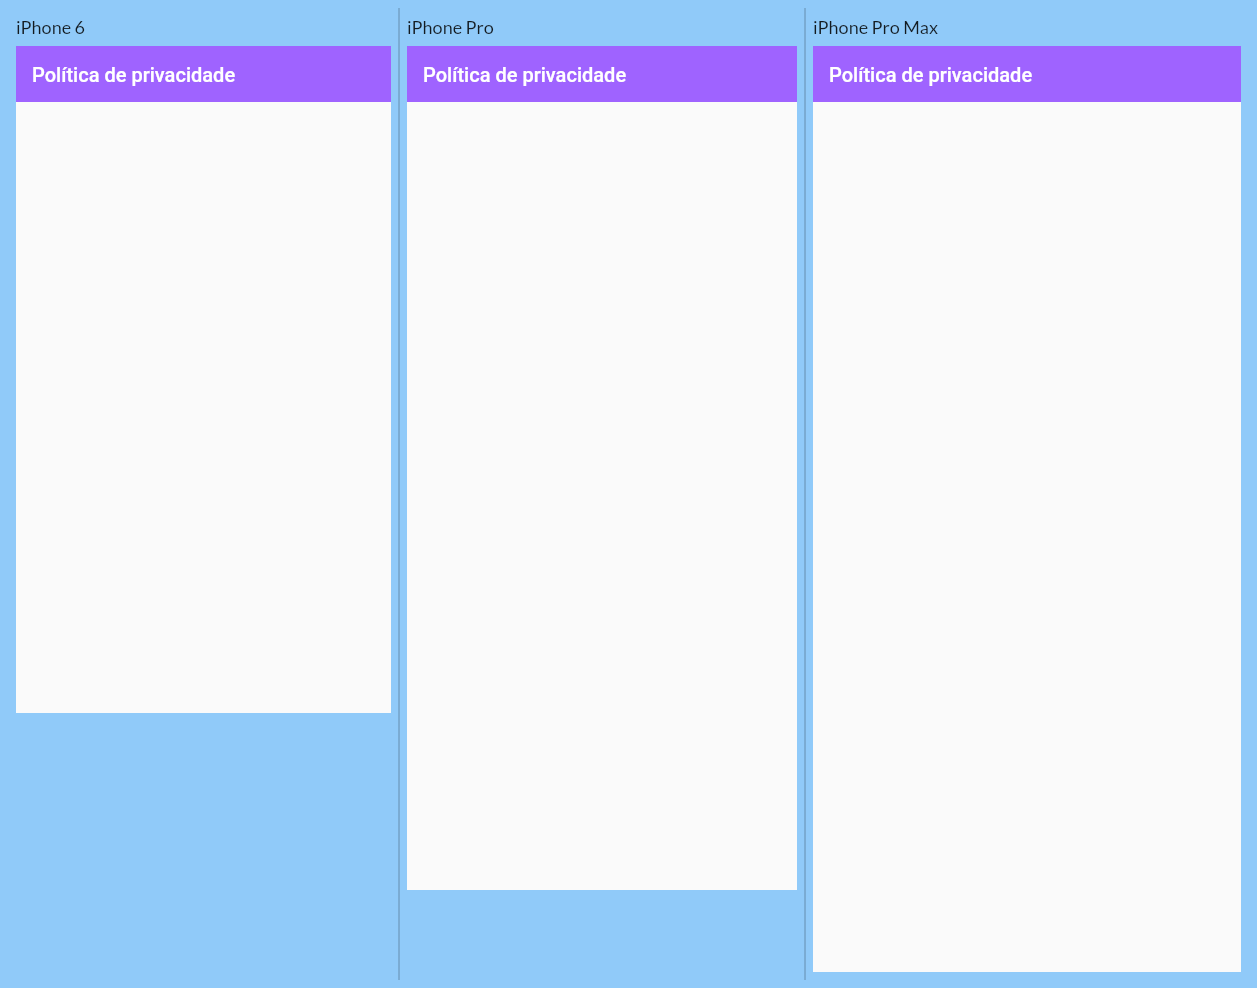 iPhone 6
Política de privacidade
iPhone Pro
Política de privacidade
iPhone Pro Max
Política de privacidade